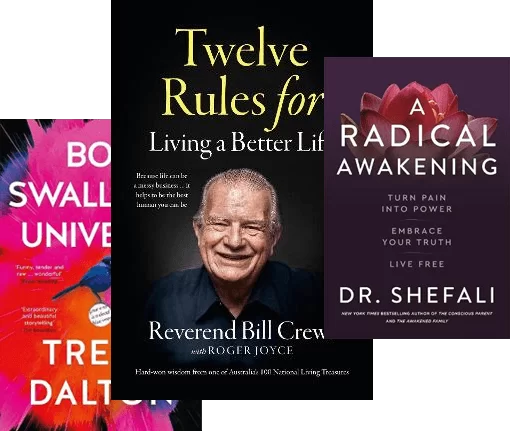 BO
SWALL
UNIVE
"Funny, tender and
raw ... wonderful"
"Extraordinary
and beautiful
storytelling"
TRE
DALTON
Twelve
Rules for
Living a Better Lif
Because life can be
a messy business ... it
helps to be the best
human you can be
Reverend Bill Crew
with ROGER JOYCE
Hard-won wisdom from one of Australia's 100 National Living Treasures
A
RADICAL
AWAKENING
TURN PAIN
INTO POWER
EMBRACE
YOUR TRUTH
LIVE FREE
DR. SHEFALI
NEW YORK TIMES BESTSELLING AUTHOR OF THE CONSCIOUS PARENT
AND THE AWAKENED FAMILY